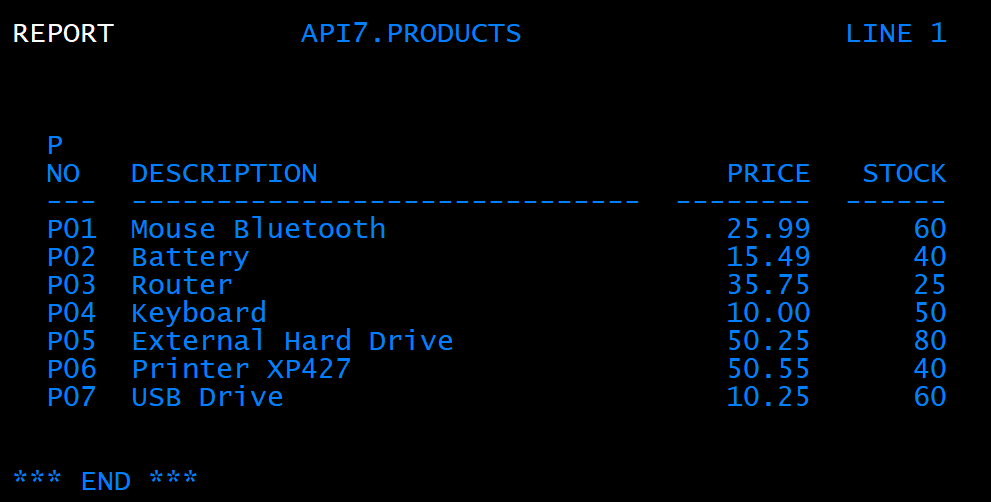 REPORT API7.PRODUCTS LINE 1
P
NO DESCRIPTION PRICE STOCK
--- ------------------------------ -------- ------
P01 Mouse Bluetooth 25.99 60
P02 Battery 15.49 40
P03 Router 35.75 25
P04 Keyboard 10.00 50
P05 External Hard Drive 50.25 80
P06 Printer XP427 50.55 40
P07 USB Drive 10.25 60
*** END ***